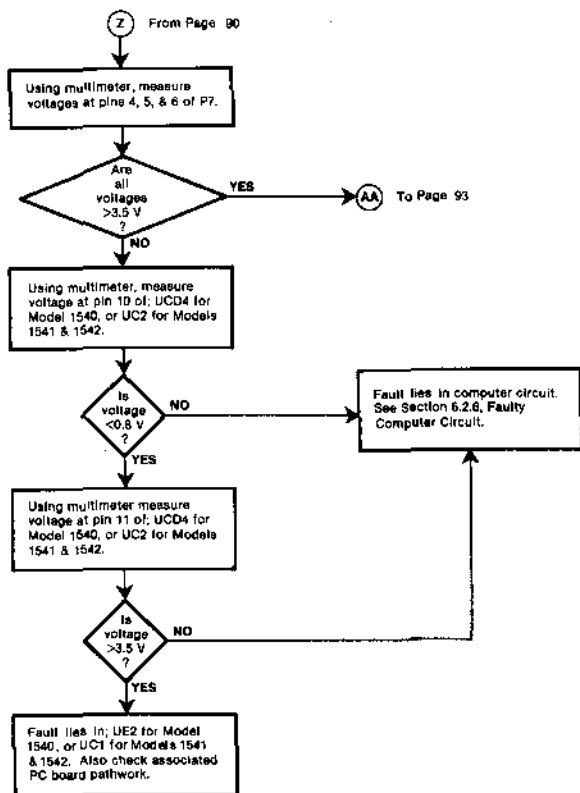 Z From Page 90
Using multimeter, measure
voltages at pins 4, 5, & 6 of P7.
Are
all
voltages
>3.5 V
?
YES
AA To Page 93
NO
Using multimeter, measure
voltage at pin 10 of; UCD4 for
Model 1540, or UC2 for Models
1541 & 1542.
Is
voltage
<0.8 V
?
NO
Fault lies in computer circuit.
See Section 6.2.6, Faulty
Computer Circuit.
YES
Using multimeter measure
voltage at pin 11 of; UCD4 for
Model 1540, or UC2 for Models
1541 & 1542.
Is
voltage
>3.5 V
?
NO
YES
Fault lies in; UE2 for Model
1540, or UC1 for Models 1541
& 1542. Also check associated
PC board pathwork.